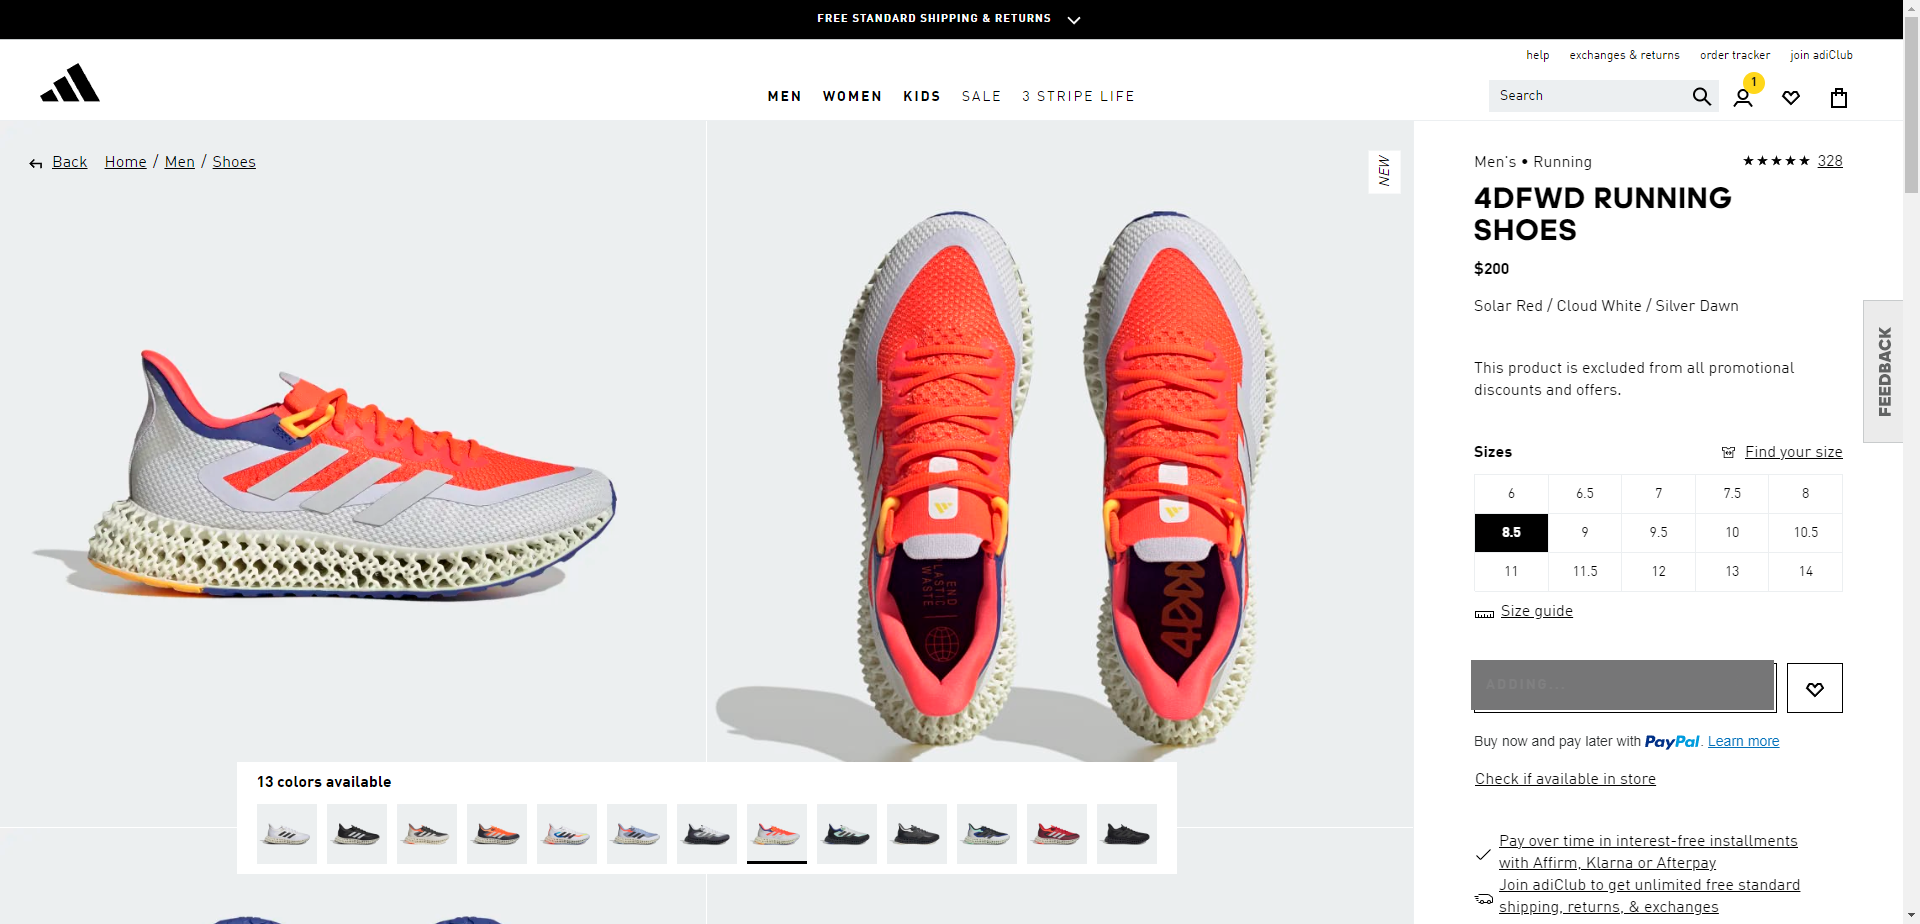 FREE STANDARD SHIPPING & RETURNS
help exchanges & returns order tracker join adiClub
MEN WOMEN KIDS SALE 3 STRIPE LIFE
Search
1
Back Home / Men / Shoes
NEW
Men's • Running
328
4DFWD RUNNING
SHOES
$200
Solar Red / Cloud White / Silver Dawn
This product is excluded from all promotional
discounts and offers.
FEEDBACK
Sizes
Find your size
6 6.5 7 7.5 8
8.5 9 9.5 10 10.5
11 11.5 12 13 14
Size guide
ADDING...
Buy now and pay later with PayPal. Learn more
Check if available in store
Pay over time in interest-free installments
with Affirm, Klarna or Afterpay
Join adiClub to get unlimited free standard
shipping, returns, & exchanges
END
PLASTIC
WASTE
13 colors available